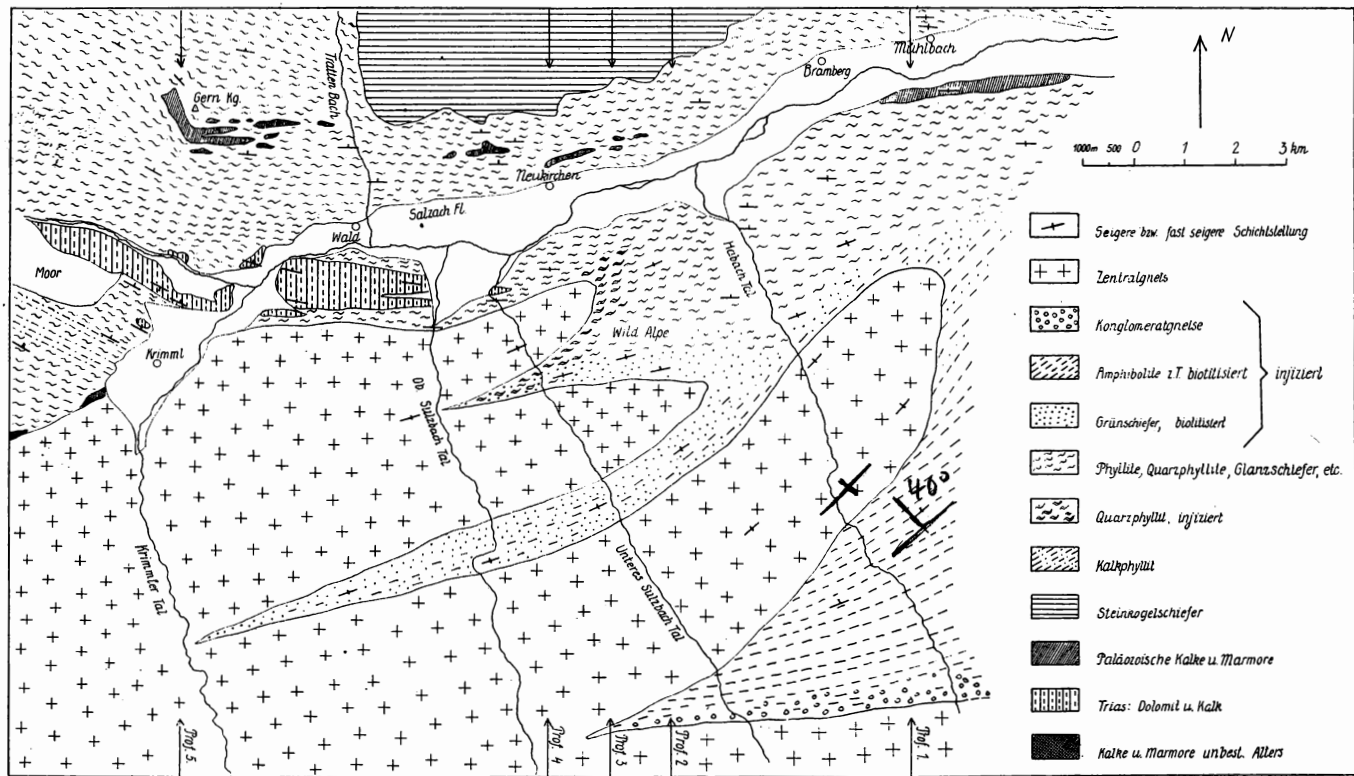 N
Mühlbach
Bramberg
Tratten Bach
Gern Kg.
1000m 500 0 1 2 3 km
Neukirchen
Salzach Fl.
Wald
Habach Tal
Moor
Krimml
Wild Alpe
Ob. Sulzbach Tal
Unteres Sulzbach Tal
Krimmler Tal
40°
Prof. 5.
Prof. 4
Prof. 3
Prof. 2
Prof. 1.
Seigere bzw. fast seigere Schichtstellung
Zentralgneis
Konglomeratgneise
Amphibolite z.T. biotitisiert
injiziert
Grünschiefer, biotitisiert
Phyllite, Quarzphyllite, Glanzschiefer, etc.
Quarzphyllit, injiziert
Kalkphyllit
Steinkogelschiefer
Paläozoische Kalke u. Marmore
Trias: Dolomit u. Kalk
Kalke u. Marmore unbest. Alters